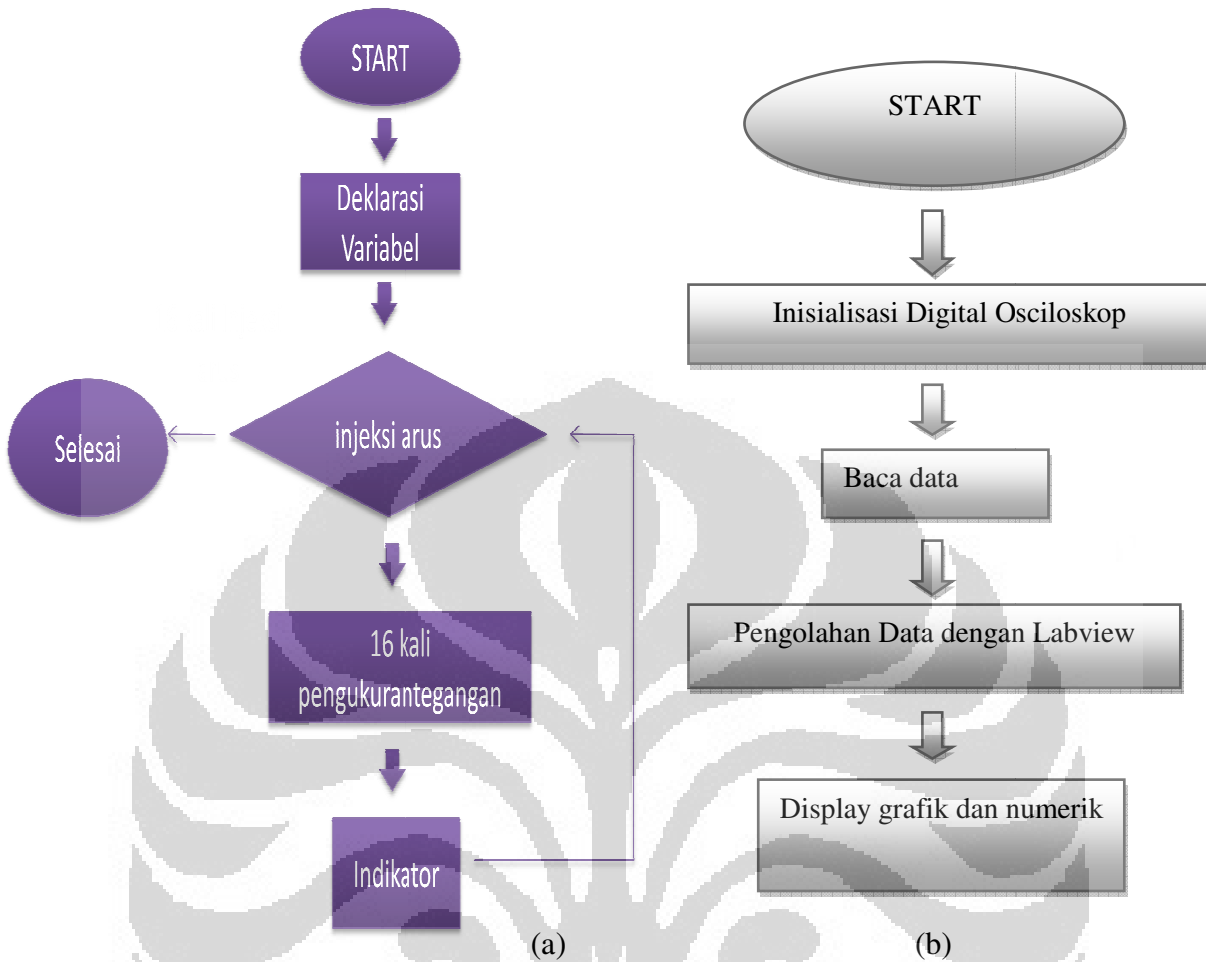 START
Deklarasi
Variabel
injeksi arus
Selesai
16 kali
pengukurantegangan
Indikator
(a)
START
Inisialisasi Digital Osciloskop
Baca data
Pengolahan Data dengan Labview
Display grafik dan numerik
(b)